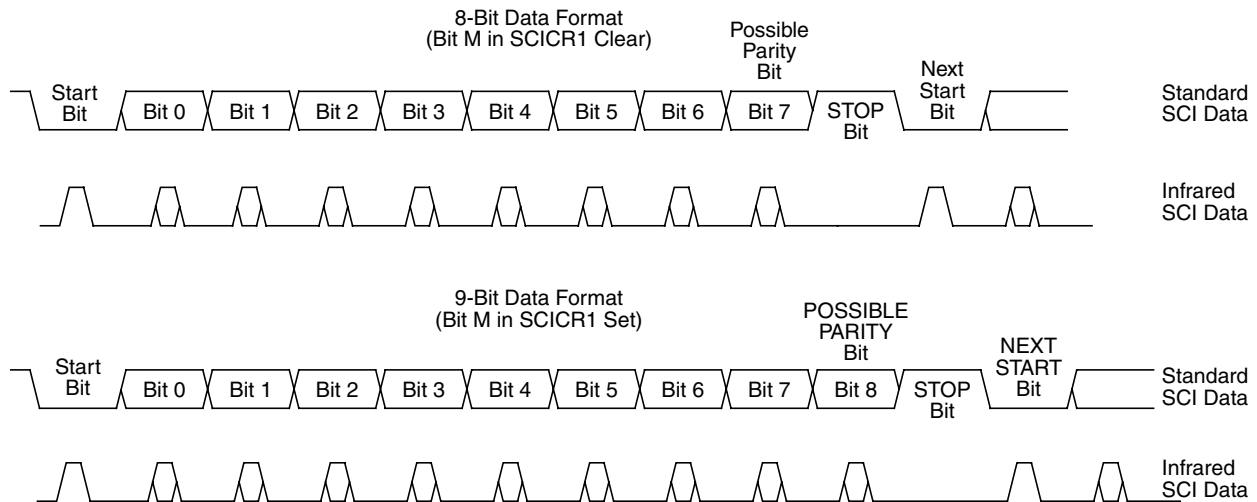 8-Bit Data Format
(Bit M in SCICR1 Clear)
Possible
Parity
Bit
Start
Bit
Bit 0
Bit 1
Bit 2
Bit 3
Bit 4
Bit 5
Bit 6
Bit 7
STOP
Bit
Next
Start
Bit
Standard
SCI Data
Infrared
SCI Data
9-Bit Data Format
(Bit M in SCICR1 Set)
POSSIBLE
PARITY
Bit
Start
Bit
Bit 0
Bit 1
Bit 2
Bit 3
Bit 4
Bit 5
Bit 6
Bit 7
Bit 8
STOP
Bit
NEXT
START
Bit
Standard
SCI Data
Infrared
SCI Data